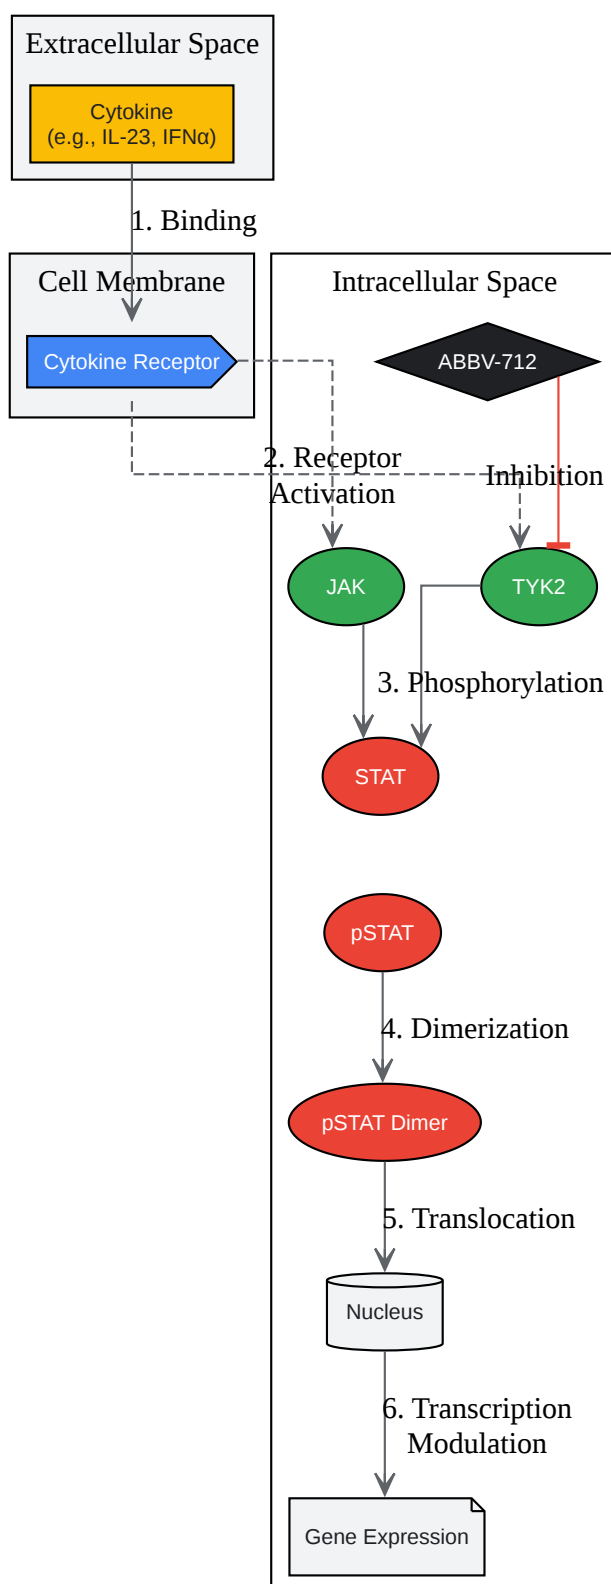 Extracellular Space
Cytokine
(e.g., IL-23, IFNα)
1. Binding
Cell Membrane
Intracellular Space
Cytokine Receptor
ABBV-712
2. Receptor
Activation
Inhibition
JAK
TYK2
3. Phosphorylation
STAT
pSTAT
4. Dimerization
pSTAT Dimer
5. Translocation
Nucleus
6. Transcription
Modulation
Gene Expression